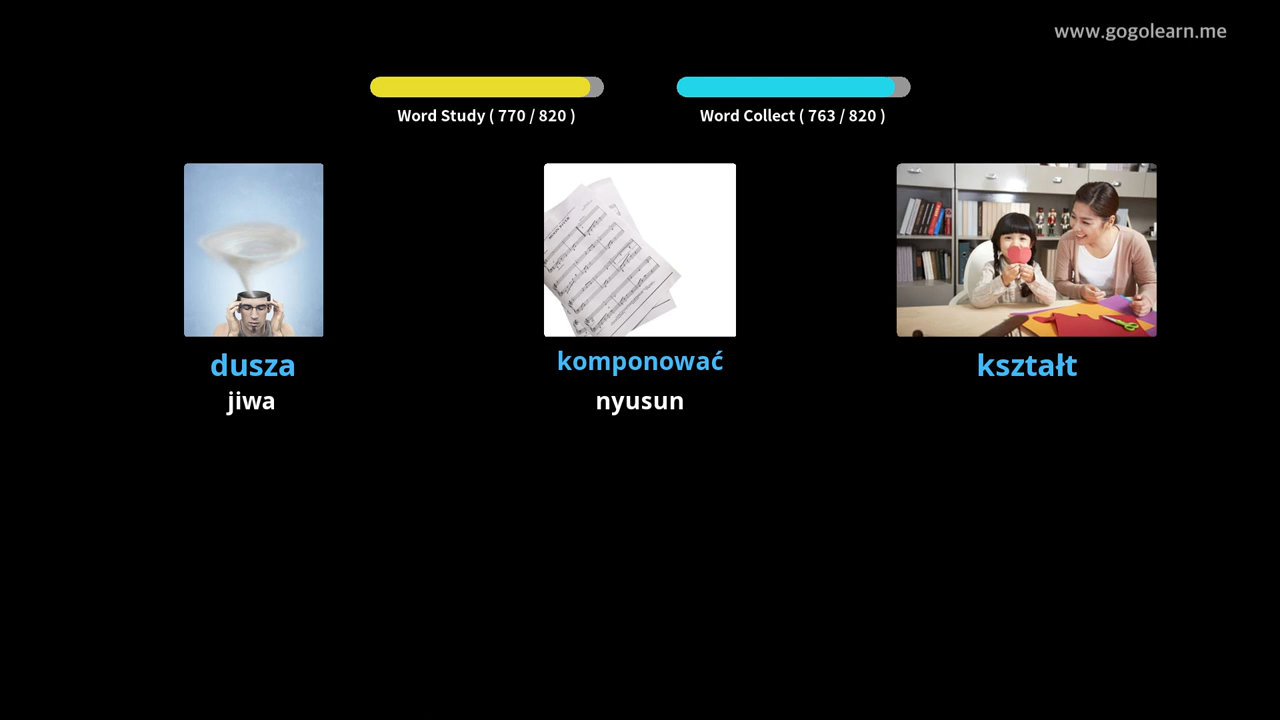 www.gogolearn.me
Word Study ( 770 / 820 )
Word Collect ( 763 / 820 )
dusza
jiwa
komponować
nyusun
kształt